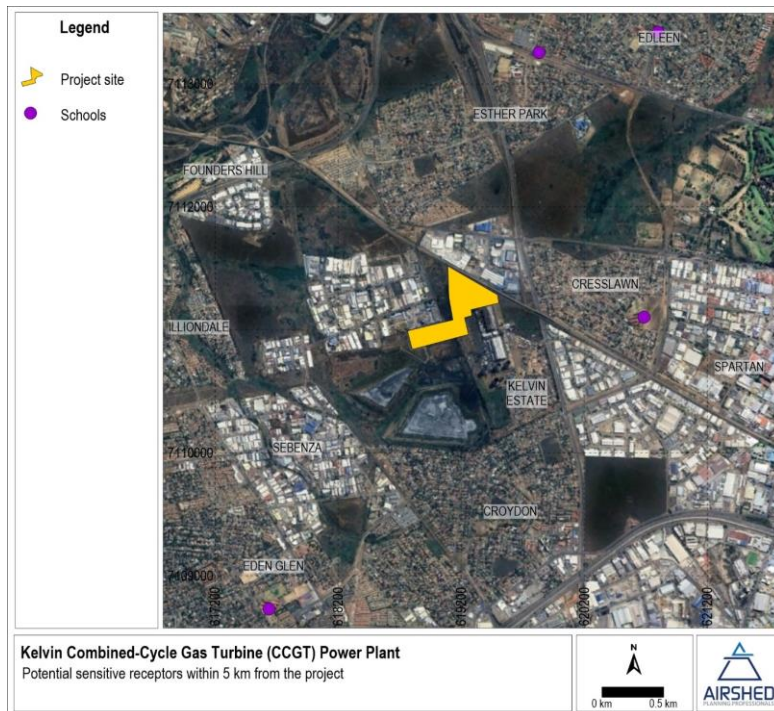 Legend
Project site
Schools
EDLEEN
7113000
ESTHER PARK
FOUNDERS HILL
7112000
CRESSLAWN
ILLIONDALE
SPARTAN
KELVIN
ESTATE
7110000
SEBENZA
CROYDON
7109000
EDEN GLEN
617200
618200
619200
620200
621200
Kelvin Combined-Cycle Gas Turbine (CCGT) Power Plant
Potential sensitive receptors within 5 km from the project
N
0 km 0.5 km
AIRSHED
PLANNING PROFESSIONALS